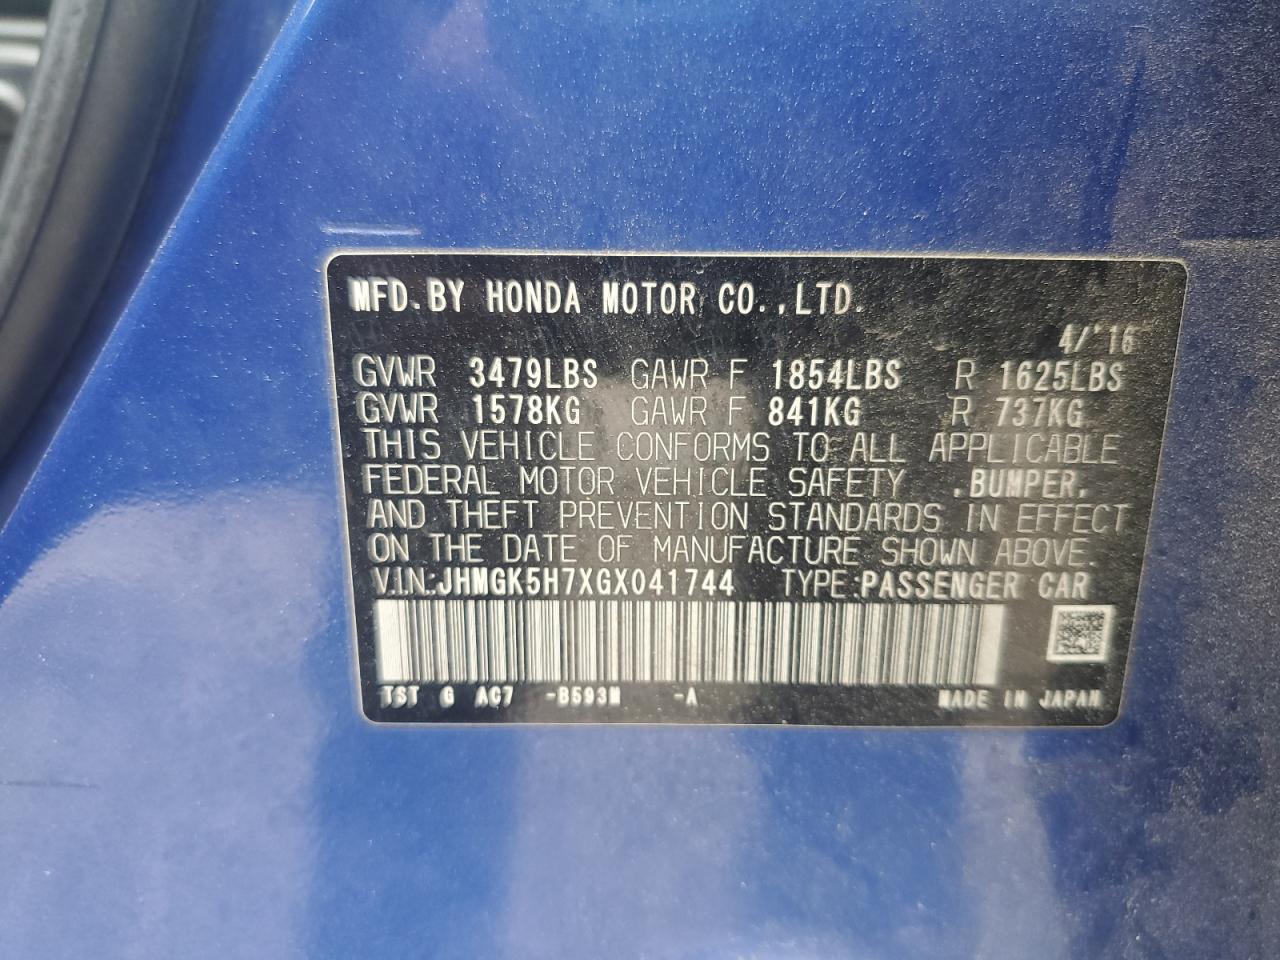 MFD.BY HONDA MOTOR CO.,LTD.
4/'16
GVWR 3479LBS GAWR F 1854LBS R 1625LBS
GVWR 1578KG GAWR F 841KG R 737KG
THIS VEHICLE CONFORMS TO ALL APPLICABLE
FEDERAL MOTOR VEHICLE SAFETY ,BUMPER,
AND THEFT PREVENTION STANDARDS IN EFFECT
ON THE DATE OF MANUFACTURE SHOWN ABOVE.
V.I.N:JHMGK5H7XGX041744 TYPE:PASSENGER CAR
TST G AC7 -B593M -A MADE IN JAPAN